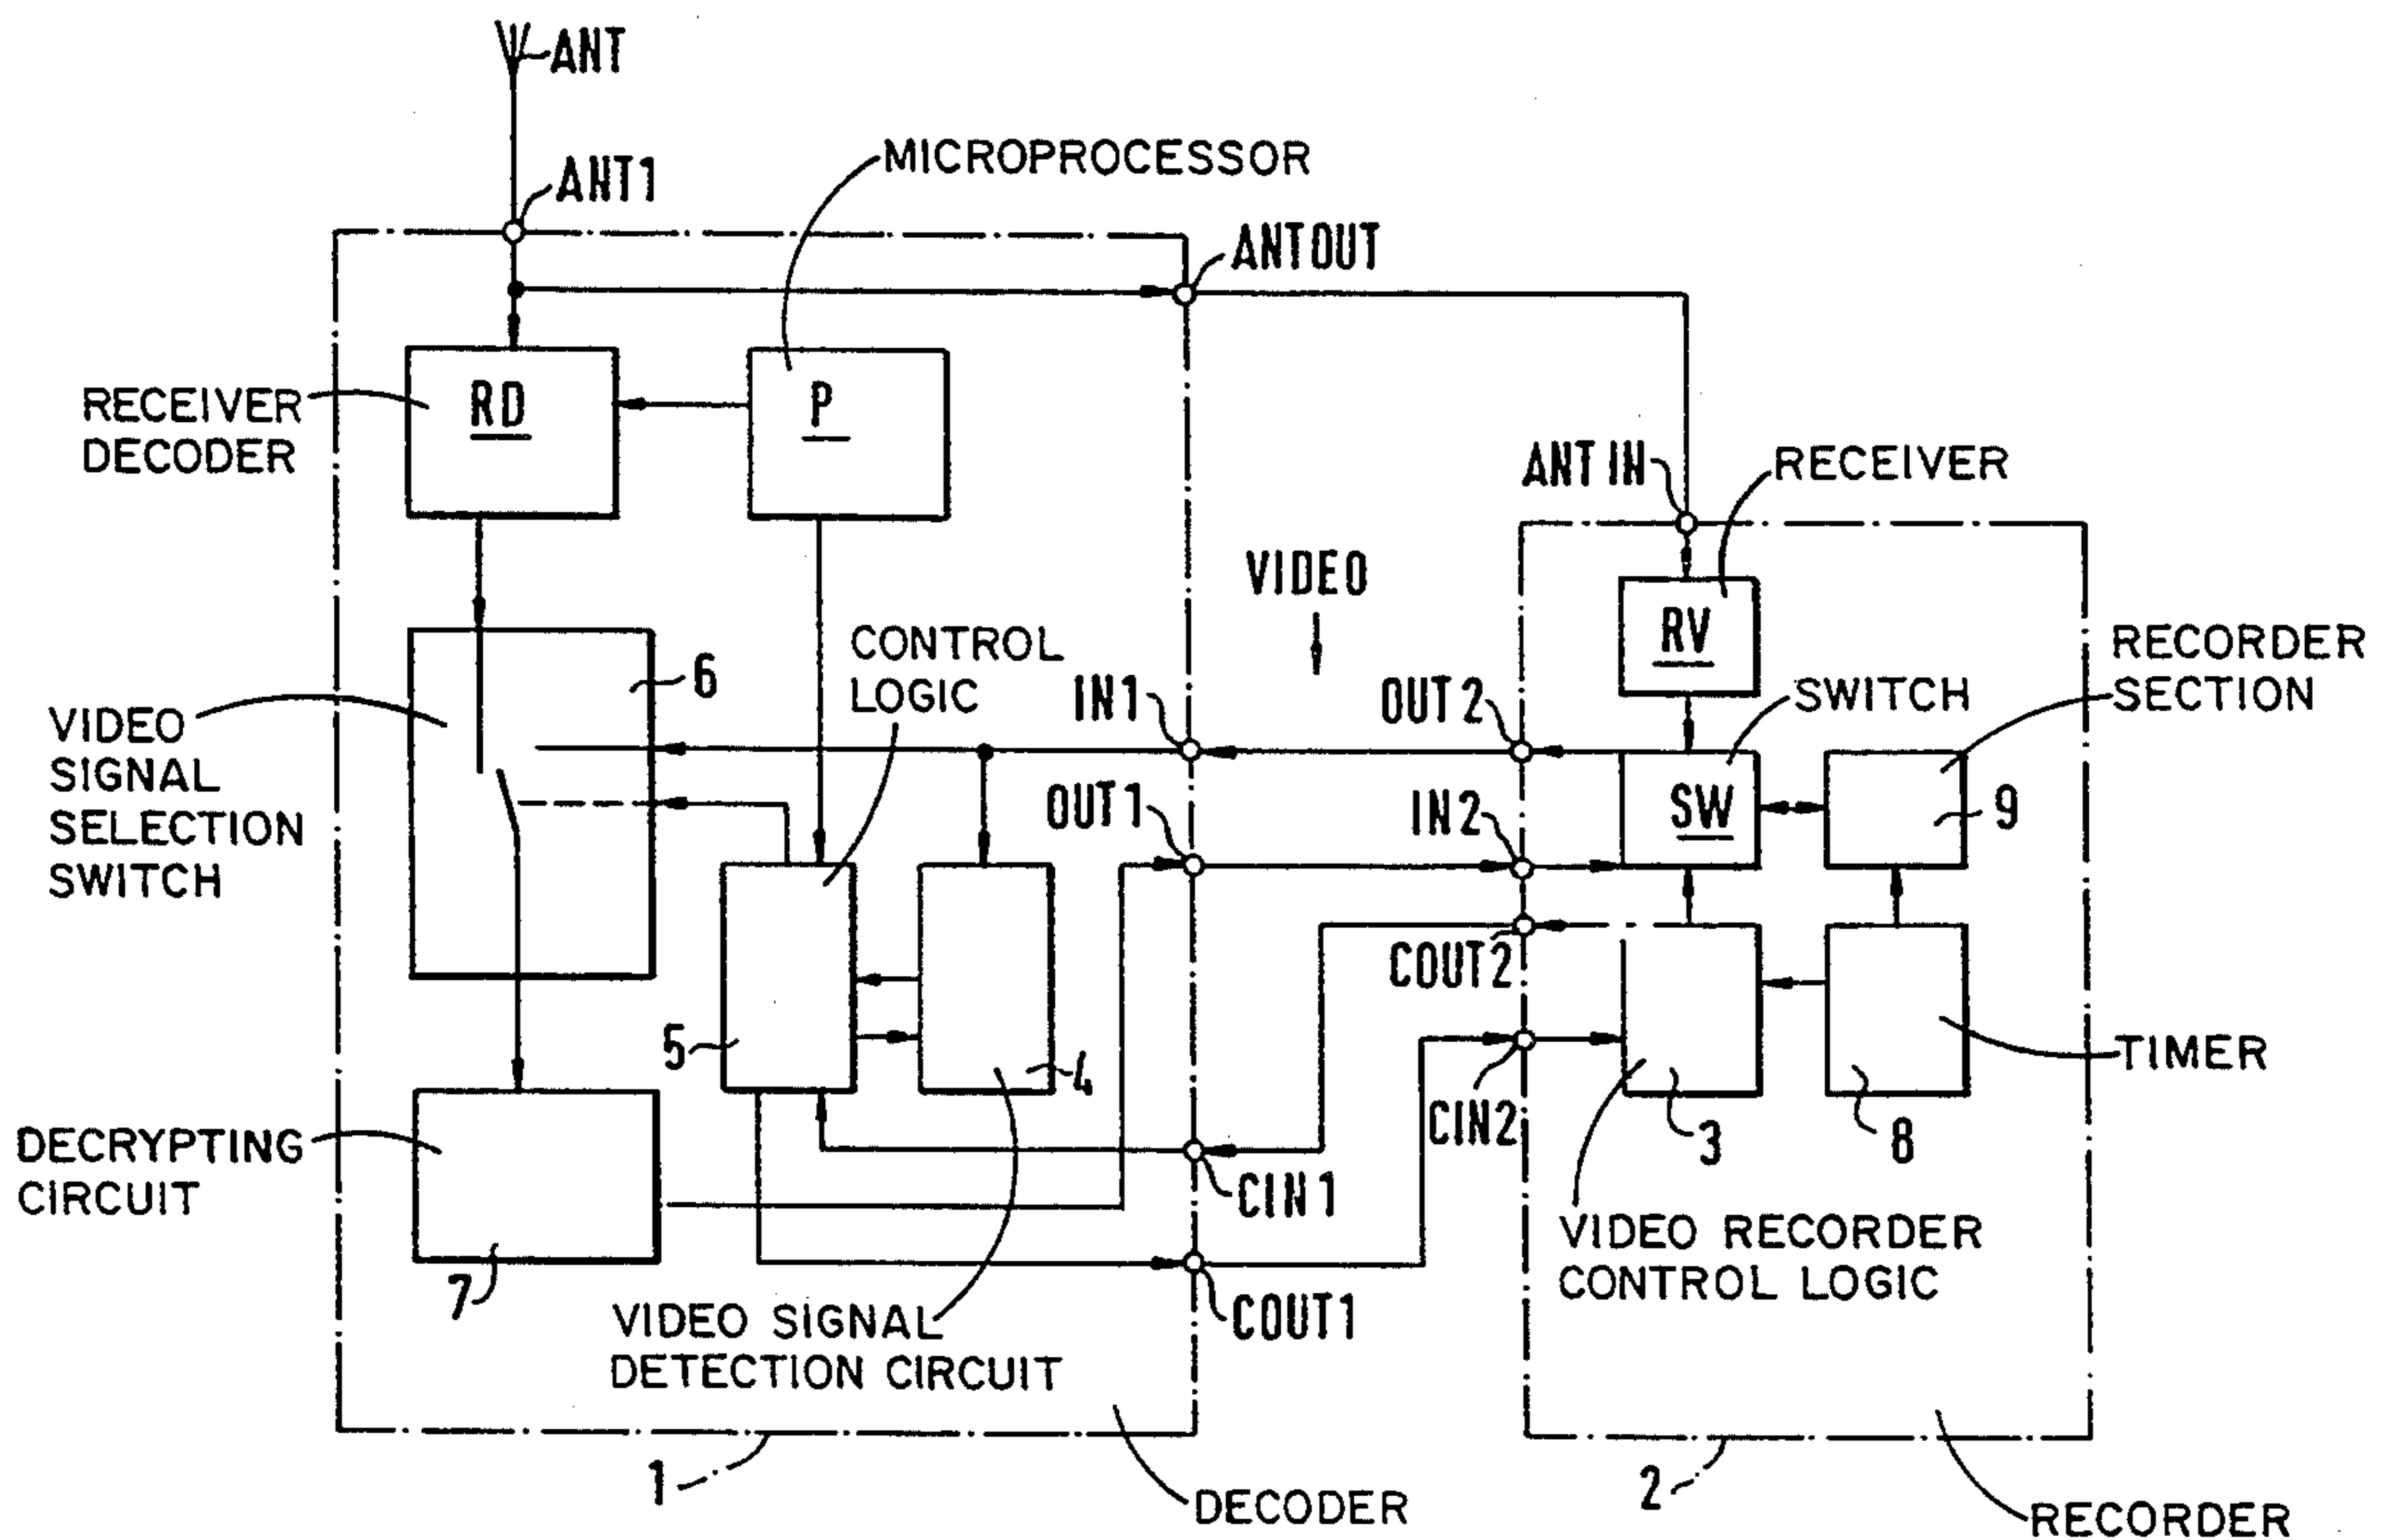 ANT
ANT1
MICROPROCESSOR
ANT OUT
RECEIVER
DECODER
RD
P
ANT IN
RECEIVER
RV
VIDEO
CONTROL
LOGIC
6
VIDEO
SIGNAL
SELECTION
SWITCH
IN1
OUT2
SWITCH
RECORDER
SECTION
OUT1
IN2
SW
9
COUT2
5
4
CIN2
3
8
TIMER
DECRYPTING
CIRCUIT
7
CIN1
COUT1
VIDEO SIGNAL
DETECTION CIRCUIT
VIDEO RECORDER
CONTROL LOGIC
1
DECODER
2
RECORDER